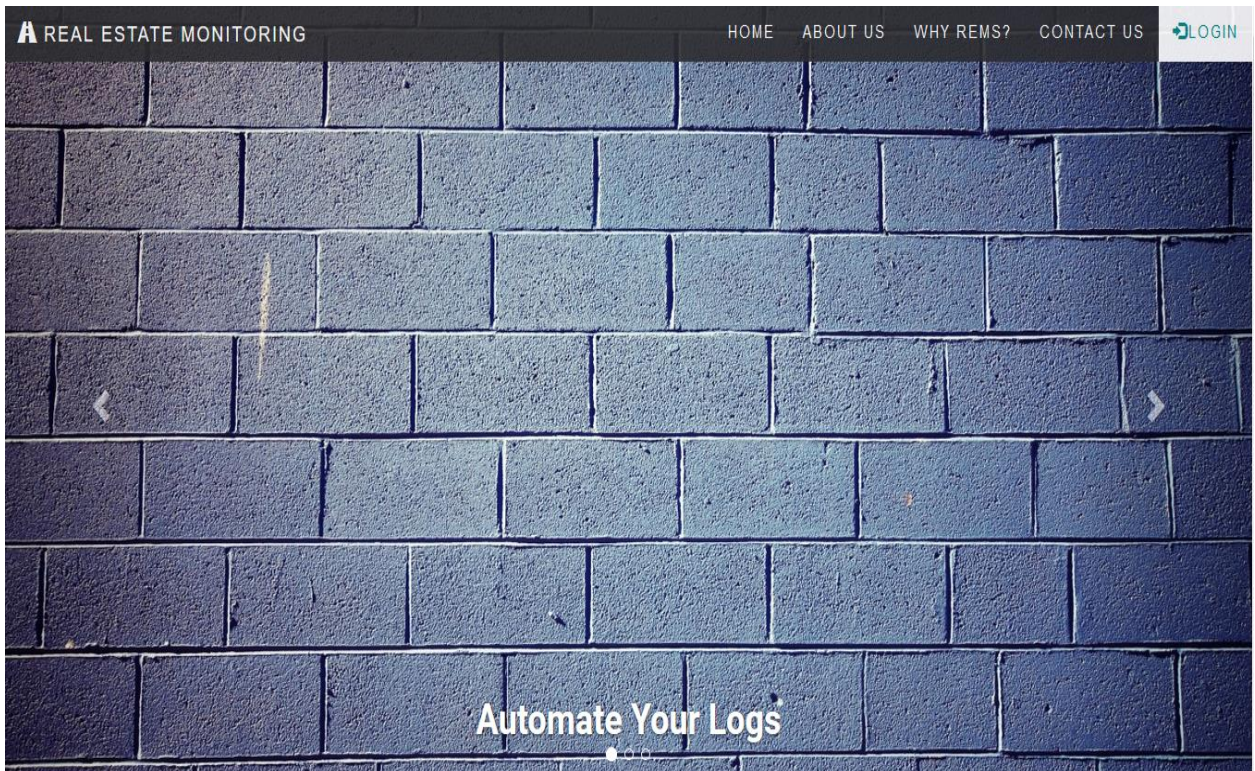 REAL ESTATE MONITORING
HOME ABOUT US WHY REMS? CONTACT US LOGIN
Automate Your Logs